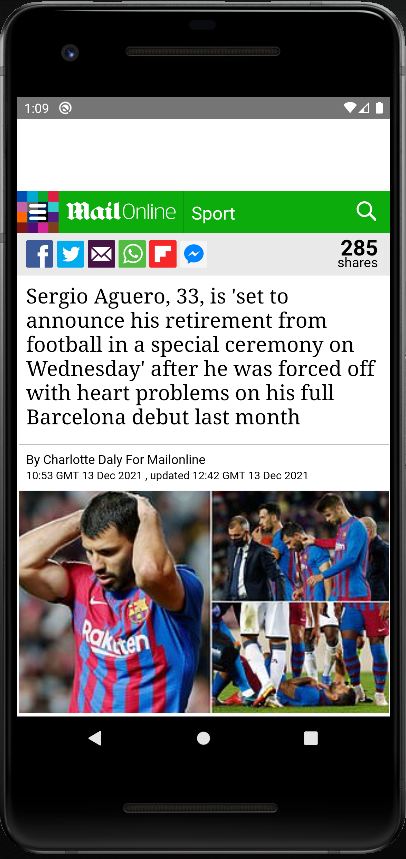 1:09
Mail Online Sport
285
shares
Sergio Aguero, 33, is 'set to
announce his retirement from
football in a special ceremony on
Wednesday' after he was forced off
with heart problems on his full
Barcelona debut last month
By Charlotte Daly For Mailonline
10:53 GMT 13 Dec 2021 , updated 12:42 GMT 13 Dec 2021
Rakuten